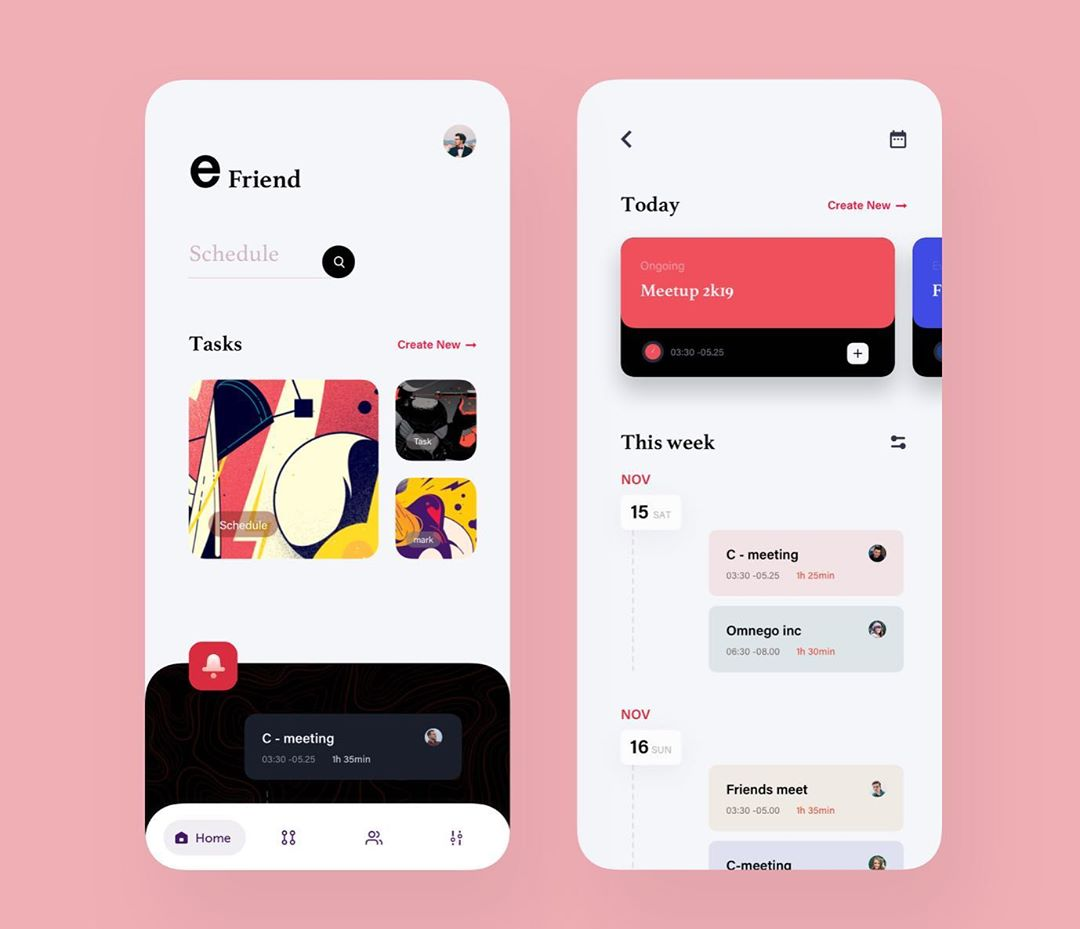 e Friend
Schedule
Tasks
Create New
Schedule
Task
mark
C - meeting
03:30 -05.25 1h 35min
Home
Today
Create New
Ongoing
Meetup 2k19
03:30 -05.25
F
This week
NOV
15 SAT
C - meeting
03:30 -05.25 1h 25min
Omnego inc
06:30 -08.00 1h 30min
NOV
16 SUN
Friends meet
03:30 -05.00 1h 35min
C-meeting